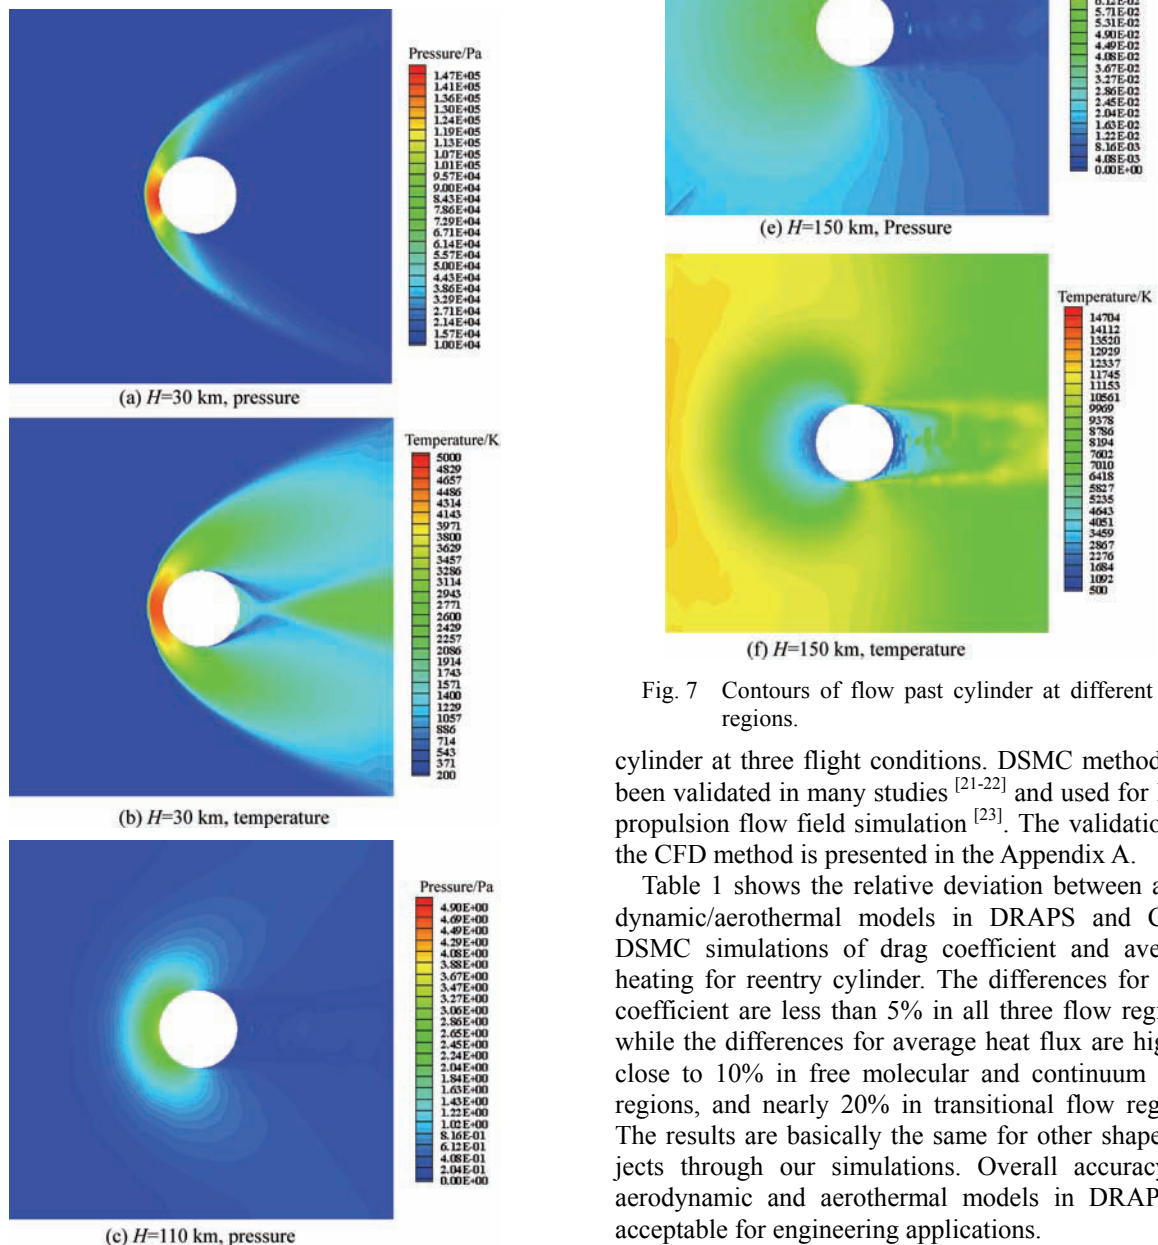 Pressure/Pa
1.47E+05
1.41E+05
1.36E+05
1.30E+05
1.24E+05
1.19E+05
1.13E+05
1.07E+05
1.01E+05
9.57E+04
9.00E+04
8.43E+04
7.86E+04
7.29E+04
6.71E+04
6.14E+04
5.57E+04
5.00E+04
4.43E+04
3.86E+04
3.29E+04
2.71E+04
2.14E+04
1.57E+04
1.00E+04
(a) H=30 km, pressure
Temperature/K
5000
4829
4657
4486
4314
4143
3971
3800
3629
3457
3286
3114
2943
2771
2600
2429
2257
2086
1914
1743
1571
1400
1229
1057
886
714
543
371
200
(b) H=30 km, temperature
Pressure/Pa
4.90E+00
4.69E+00
4.49E+00
4.29E+00
4.08E+00
3.88E+00
3.67E+00
3.47E+00
3.27E+00
3.06E+00
2.86E+00
2.65E+00
2.45E+00
2.24E+00
2.04E+00
1.84E+00
1.63E+00
1.43E+00
1.22E+00
1.02E+00
8.16E-01
6.12E-01
4.08E-01
2.04E-01
0.00E+00
(c) H=110 km, pressure
6.12E-02
5.71E-02
5.31E-02
4.90E-02
4.49E-02
4.08E-02
3.67E-02
3.27E-02
2.86E-02
2.45E-02
2.04E-02
1.63E-02
1.22E-02
8.16E-03
4.08E-03
0.00E+00
(e) H=150 km, Pressure
Temperature/K
14704
14112
13520
12929
12337
11745
11153
10561
9969
9378
8786
8194
7602
7010
6418
5827
5235
4643
4051
3459
2867
2276
1684
1092
500
(f) H=150 km, temperature
Fig. 7 Contours of flow past cylinder at different
regions.
cylinder at three flight conditions. DSMC method
been validated in many studies [21-22] and used for
propulsion flow field simulation [23]. The validatio
the CFD method is presented in the Appendix A.
Table 1 shows the relative deviation between a
dynamic/aerothermal models in DRAPS and C
DSMC simulations of drag coefficient and ave
heating for reentry cylinder. The differences for
coefficient are less than 5% in all three flow regi
while the differences for average heat flux are hig
close to 10% in free molecular and continuum
regions, and nearly 20% in transitional flow reg
The results are basically the same for other shape
jects through our simulations. Overall accuracy
aerodynamic and aerothermal models in DRAP
acceptable for engineering applications.